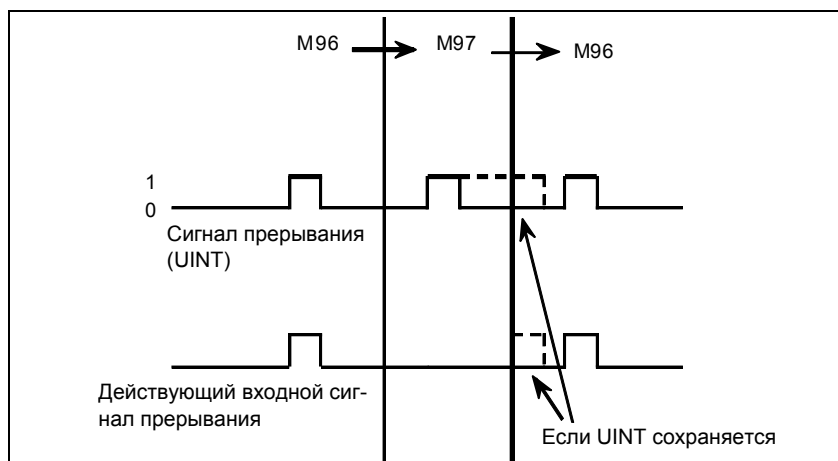 M96 M97 M96
1
0
Сигнал прерывания
(UINT)
Действующий входной сиг-
нал прерывания
Если UINT сохраняется